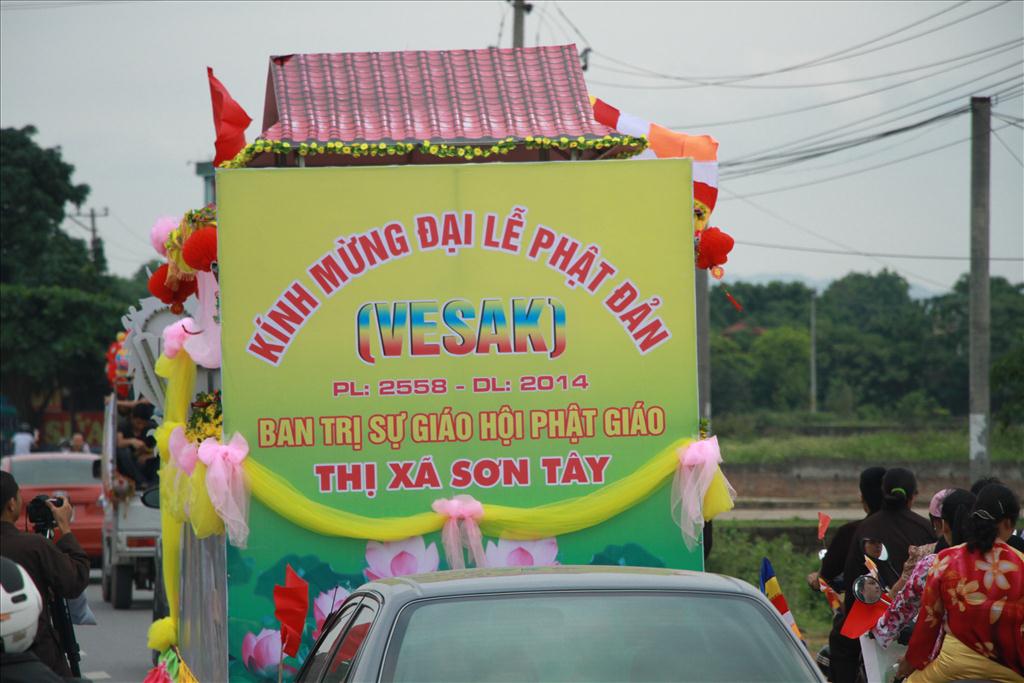 KÍNH MỪNG ĐẠI LỄ PHẬT ĐẢN
(VESAK)
PL: 2558 - DL: 2014
BAN TRỊ SỰ GIÁO HỘI PHẬT GIÁO
THỊ XÃ SƠN TÂY